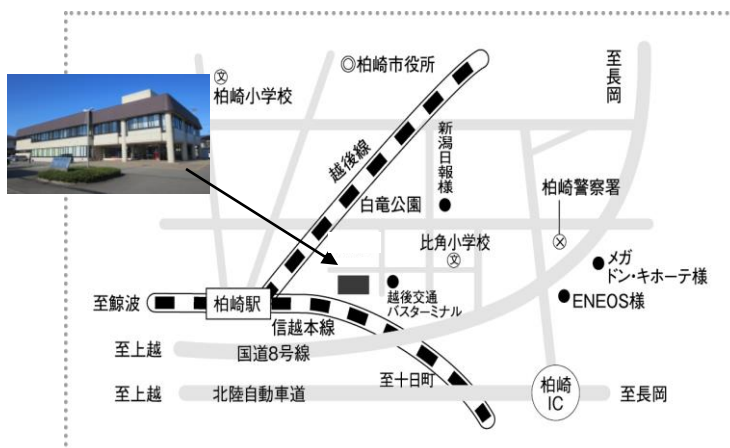 ◎柏崎市役所
柏崎小学校
至長岡
新潟日報様
越後線
柏崎警察署
白竜公園
比角小学校
メガ
ドン・キホーテ様
越後交通
バスターミナル
ENEOS様
至鯨波
柏崎駅
信越本線
至上越
国道8号線
至十日町
柏崎
IC
至上越
北陸自動車道
至長岡